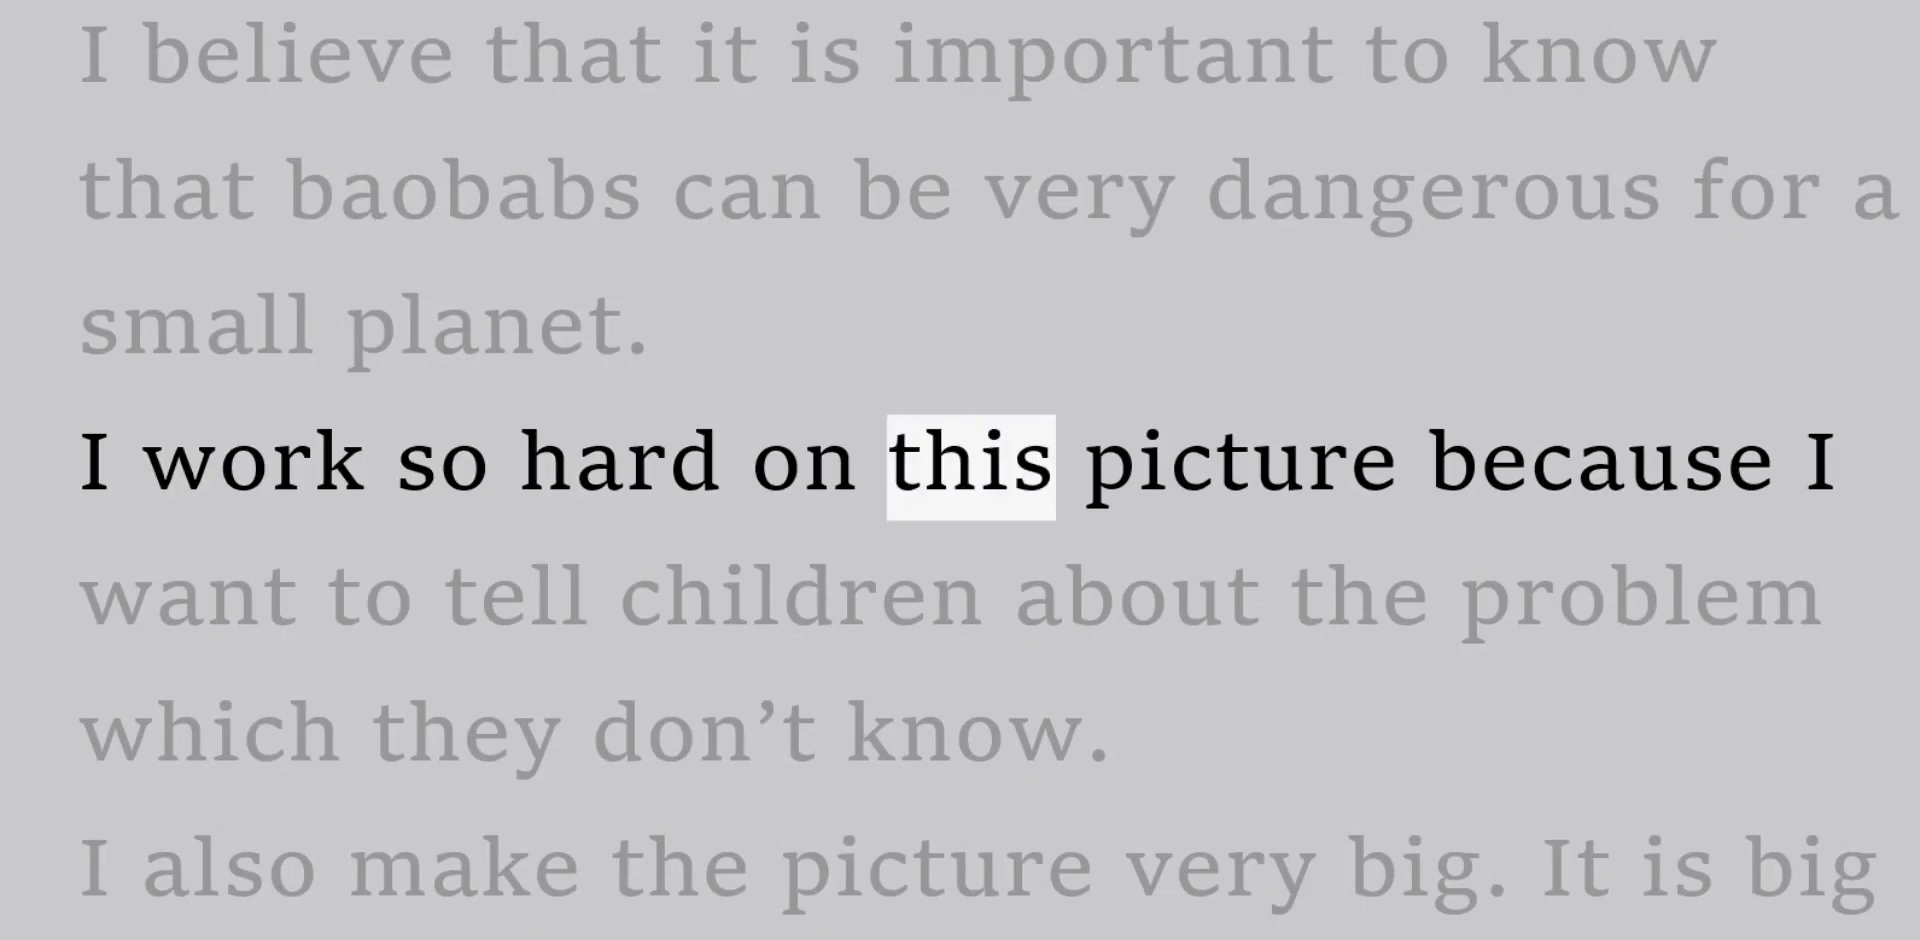 I believe that it is important to know
that baobabs can be very dangerous for a
small planet.
I work so hard on this picture because I
want to tell children about the problem
which they don’t know.
I also make the picture very big. It is big